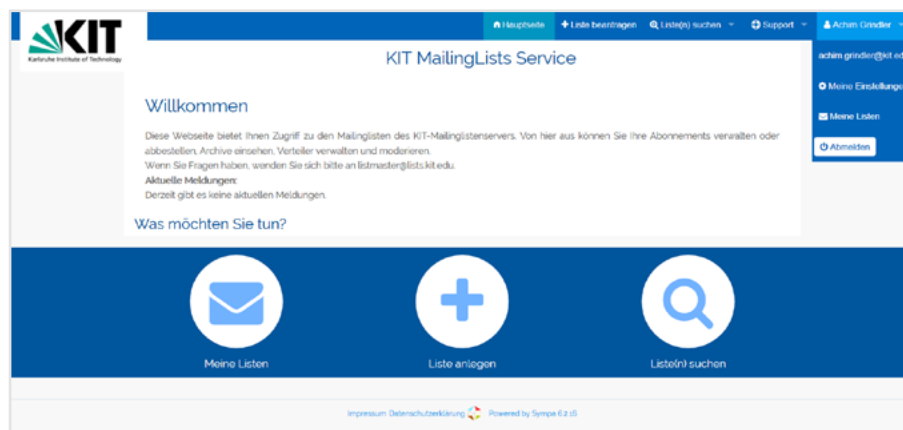 KIT
Karlsruhe Institute of Technology
Hauptseite
Liste beantragen
Liste(n) suchen
Support
Achim Grindler
achim.grindler@kit.ed
Meine Einstellunge
Meine Listen
Abmelden
KIT MailingLists Service
Willkommen
Diese Webseite bietet Ihnen Zugriff zu den Mailinglisten des KIT-Mailinglistenservers. Von hier aus können Sie Ihre Abonnements verwalten oder
abbestellen, Archive einsehen, Verteiler verwalten und moderieren.
Wenn Sie Fragen haben, wenden Sie sich bitte an listmaster@lists.kit.edu.
Aktuelle Meldungen:
Derzeit gibt es keine aktuellen Meldungen.
Was möchten Sie tun?
Meine Listen
Liste anlegen
Liste(n) suchen
Impressum Datenschutzerklärung Powered by Sympa 6.2.16